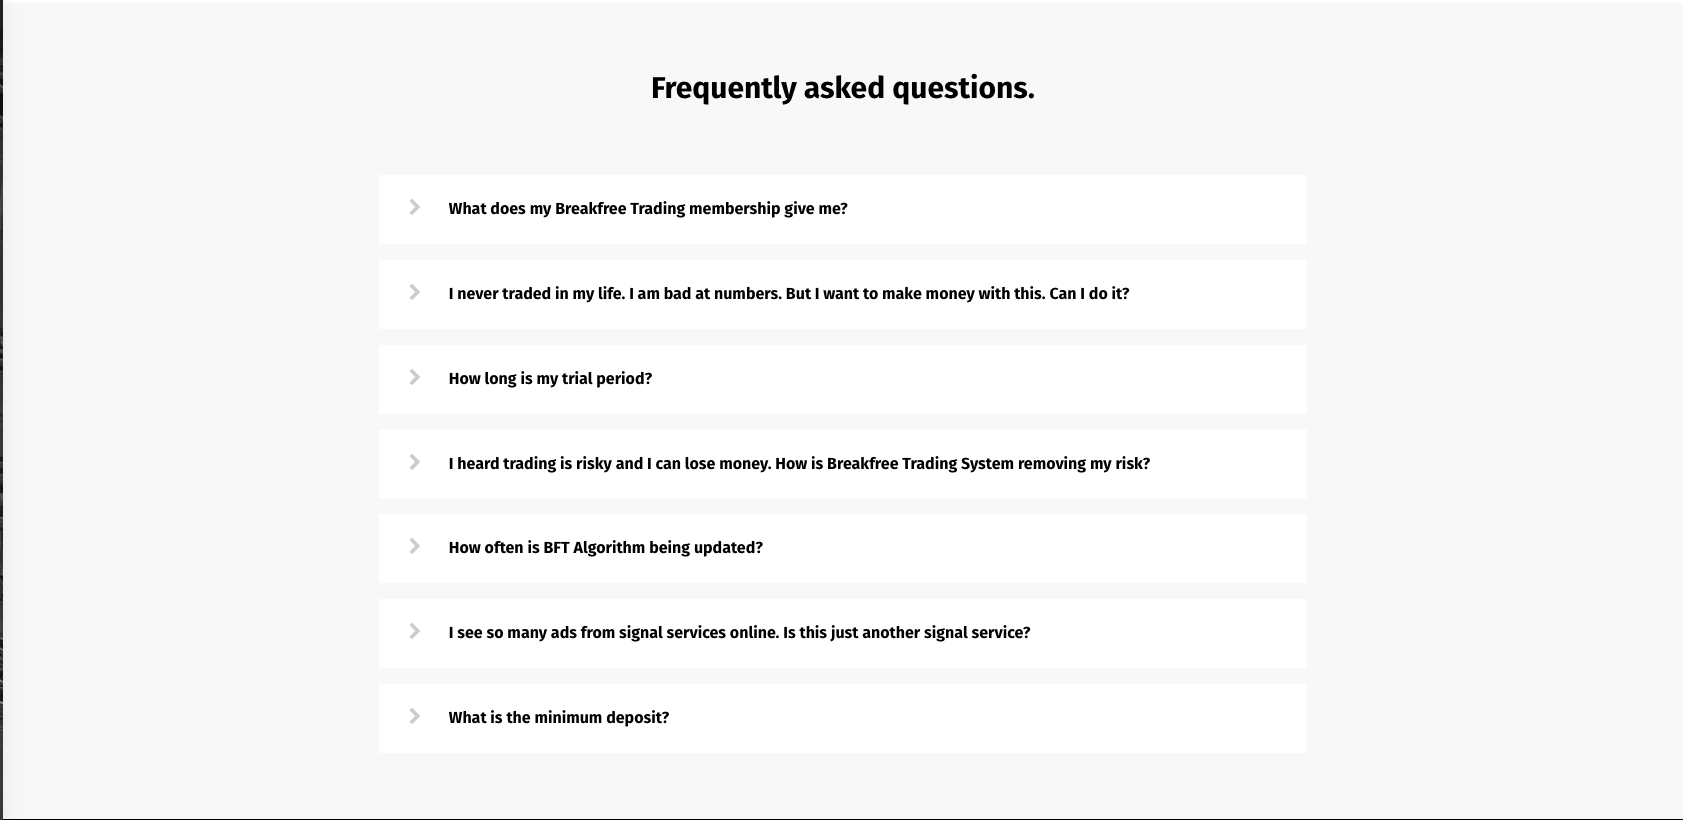 Frequently asked questions.
What does my Breakfree Trading membership give me?
I never traded in my life. I am bad at numbers. But I want to make money with this. Can I do it?
How long is my trial period?
I heard trading is risky and I can lose money. How is Breakfree Trading System removing my risk?
How often is BFT Algorithm being updated?
I see so many ads from signal services online. Is this just another signal service?
What is the minimum deposit?